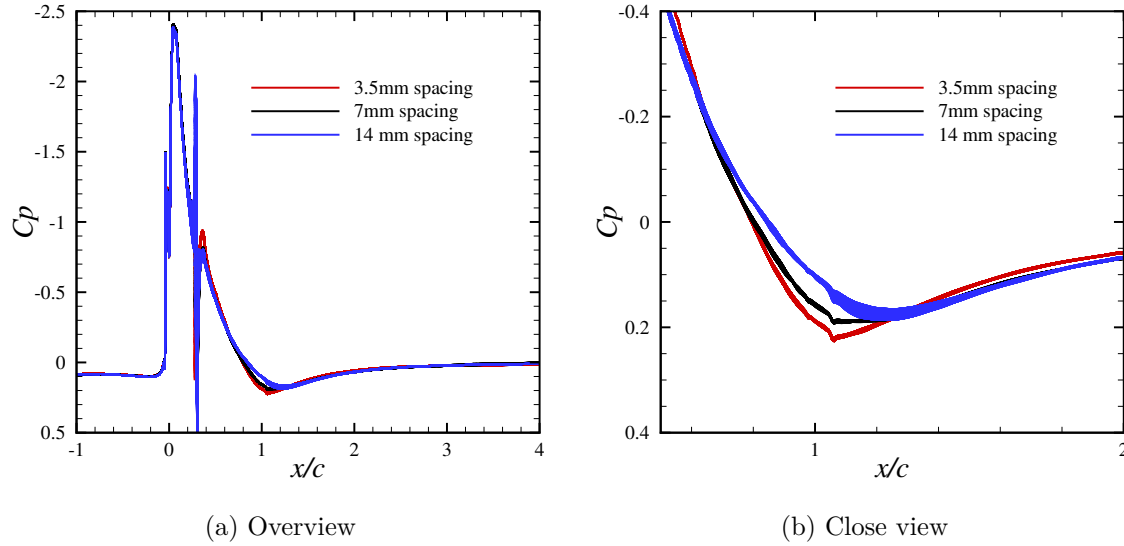 -2.5
-2
-1.5
-1
-0.5
0
0.5
Cp
3.5mm spacing
7mm spacing
14 mm spacing
-1 0 1 2 3 4
x/c
(a) Overview
-0.4
-0.2
0
0.2
0.4
Cp
3.5mm spacing
7mm spacing
14 mm spacing
1 2
x/c
(b) Close view